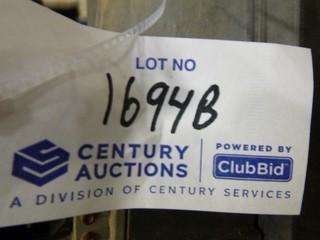 LOT NO
1694B
CENTURY AUCTIONS
POWERED BY
ClubBid
A DIVISION OF CENTURY SERVICES